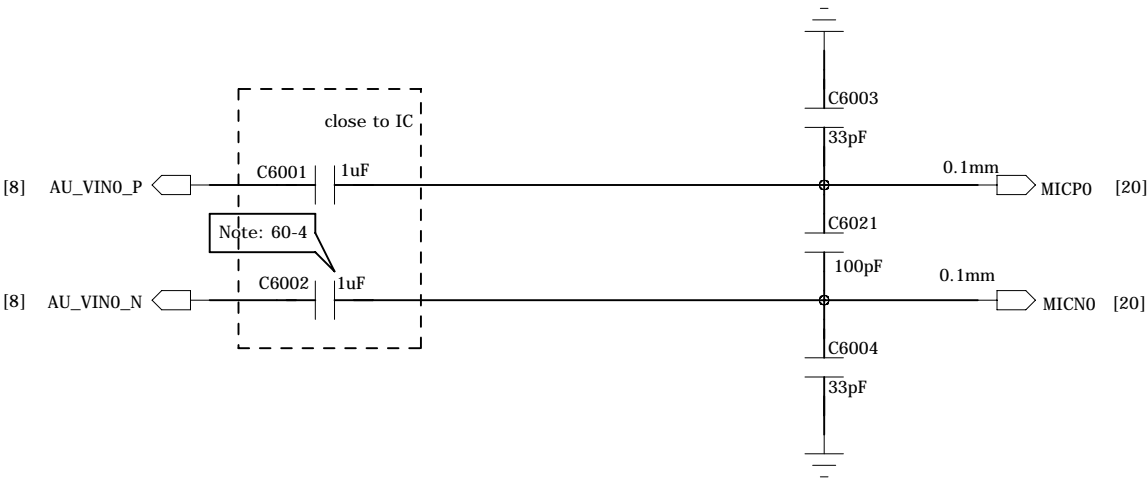 C6003
33pF
close to IC
C6001
1uF
0.1mm
[8] AU_VIN0_P
MICP0 [20]
C6021
100pF
Note: 60-4
C6002
1uF
0.1mm
[8] AU_VIN0_N
MICN0 [20]
C6004
33pF